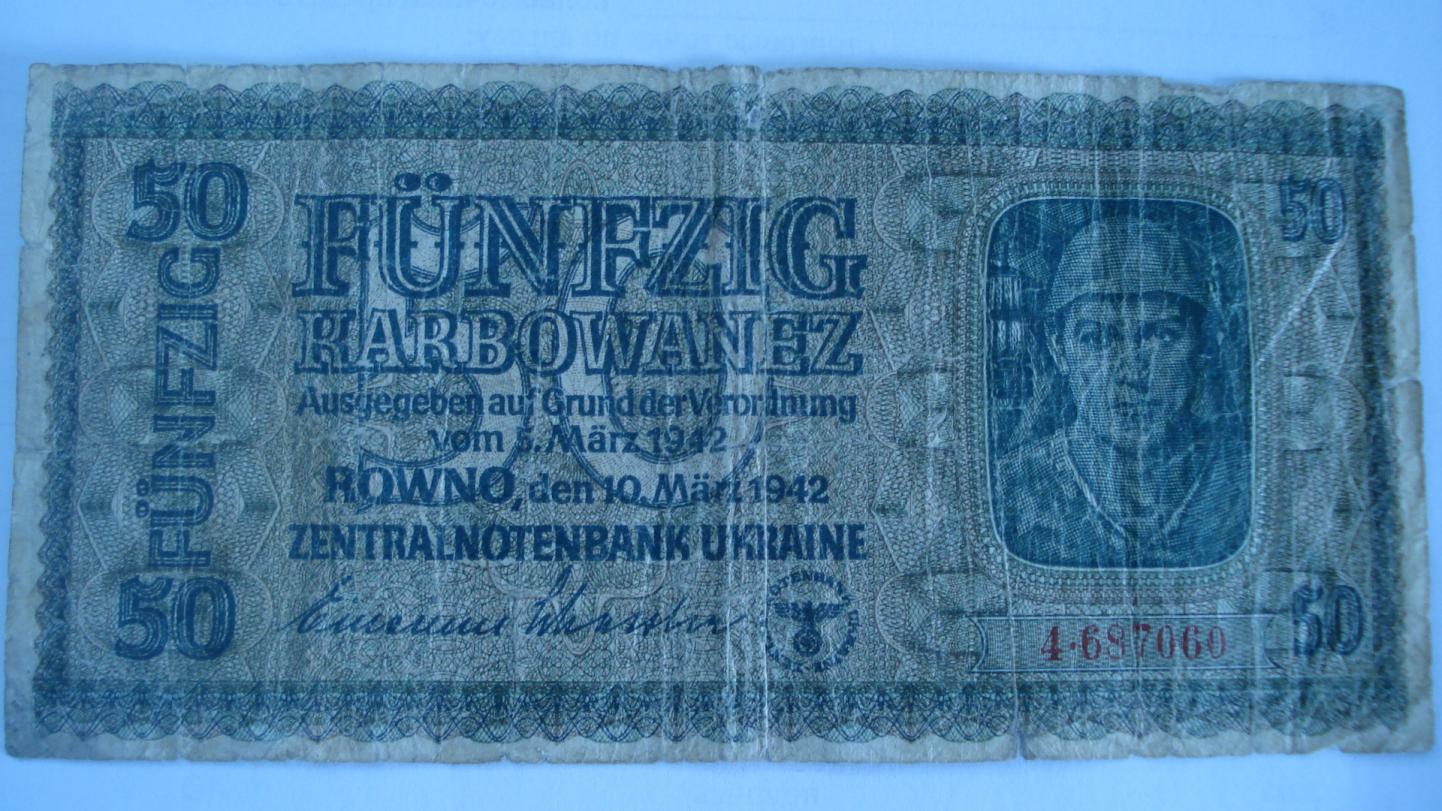 50
FÜNFZIG
50
FÜNFZIG
KARBOWANEZ
Ausgegeben auf Grund der Verordnung
vom 5. März 1942
ROWNO, den 10. März 1942
ZENTRALNOTENBANK UKRAINE
50
50
4·687060
50